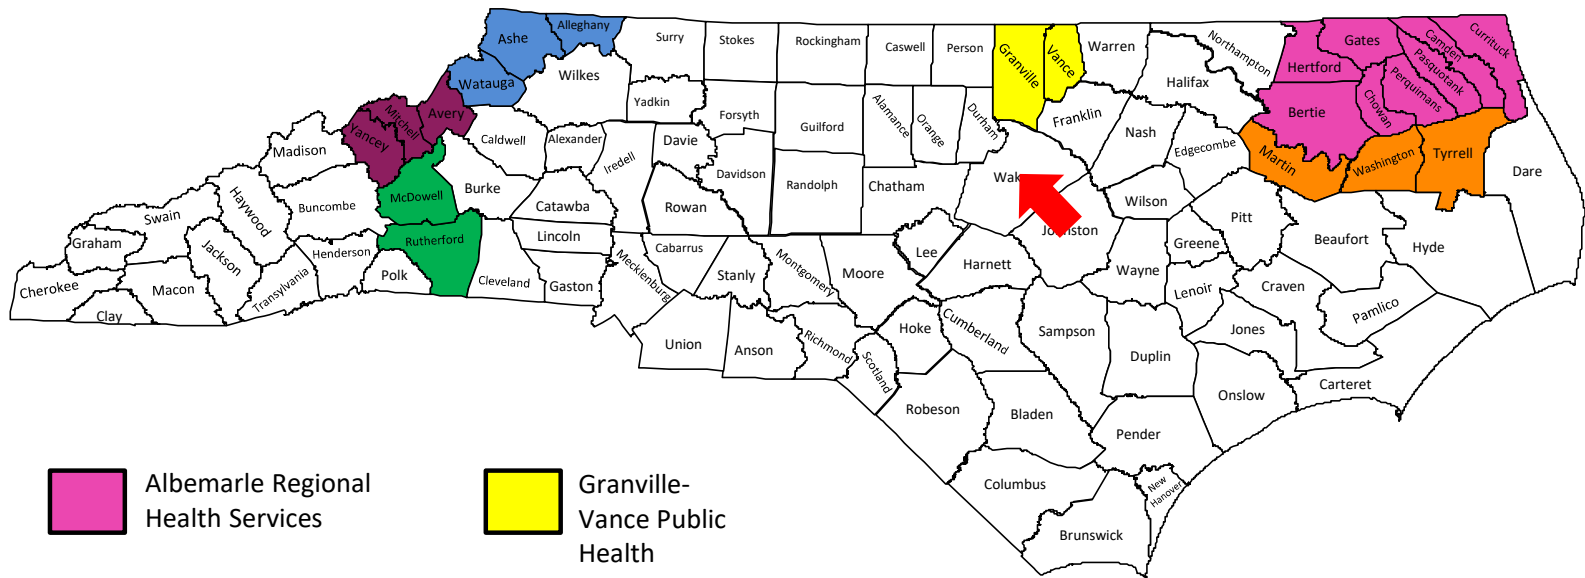 Ashe
Alleghany
Surry
Stokes
Rockingham
Caswell
Person
Granville
Vance
Warren
Northampton
Gates
Camden
Currituck
Hertford
Pasquotank
Perquimans
Chowan
Bertie
Halifax
Watauga
Wilkes
Yadkin
Forsyth
Guilford
Alamance
Orange
Durham
Franklin
Nash
Edgecombe
Martin
Washington
Tyrrell
Dare
Avery
Mitchell
Yancey
Caldwell
Alexander
Iredell
Davie
Davidson
Randolph
Chatham
Wak
Wilson
Pitt
Beaufort
Hyde
Madison
McDowell
Burke
Catawba
Rowan
Johnston
Greene
Swain
Haywood
Buncombe
Rutherford
Lincoln
Cabarrus
Lee
Harnett
Wayne
Graham
Jackson
Henderson
Polk
Cleveland
Gaston
Mecklenburg
Stanly
Montgomery
Moore
Lenoir
Craven
Pamlico
Cherokee
Macon
Transylvania
Clay
Union
Anson
Richmond
Scotland
Hoke
Cumberland
Sampson
Duplin
Jones
Onslow
Carteret
Robeson
Bladen
Pender
Columbus
New
Hanover
Brunswick
Albemarle Regional
Health Services
Granville-
Vance Public
Health